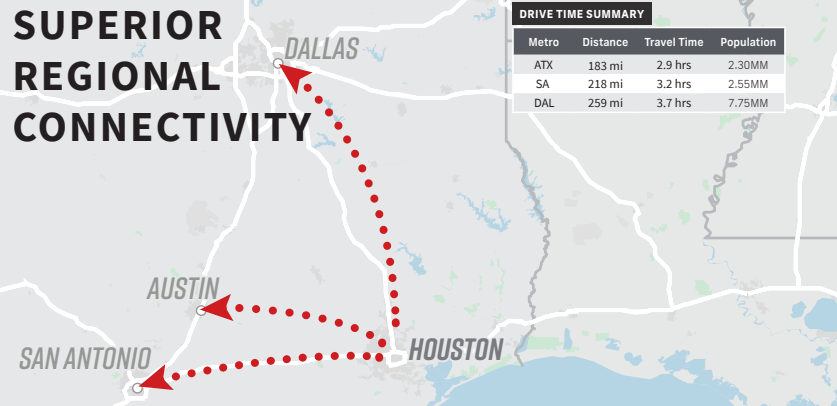 SUPERIOR
REGIONAL
CONNECTIVITY
DRIVE TIME SUMMARY
Metro Distance Travel Time Population
ATX 183 mi 2.9 hrs 2.30MM
SA 218 mi 3.2 hrs 2.55MM
DAL 259 mi 3.7 hrs 7.75MM
DALLAS
AUSTIN
SAN ANTONIO
HOUSTON